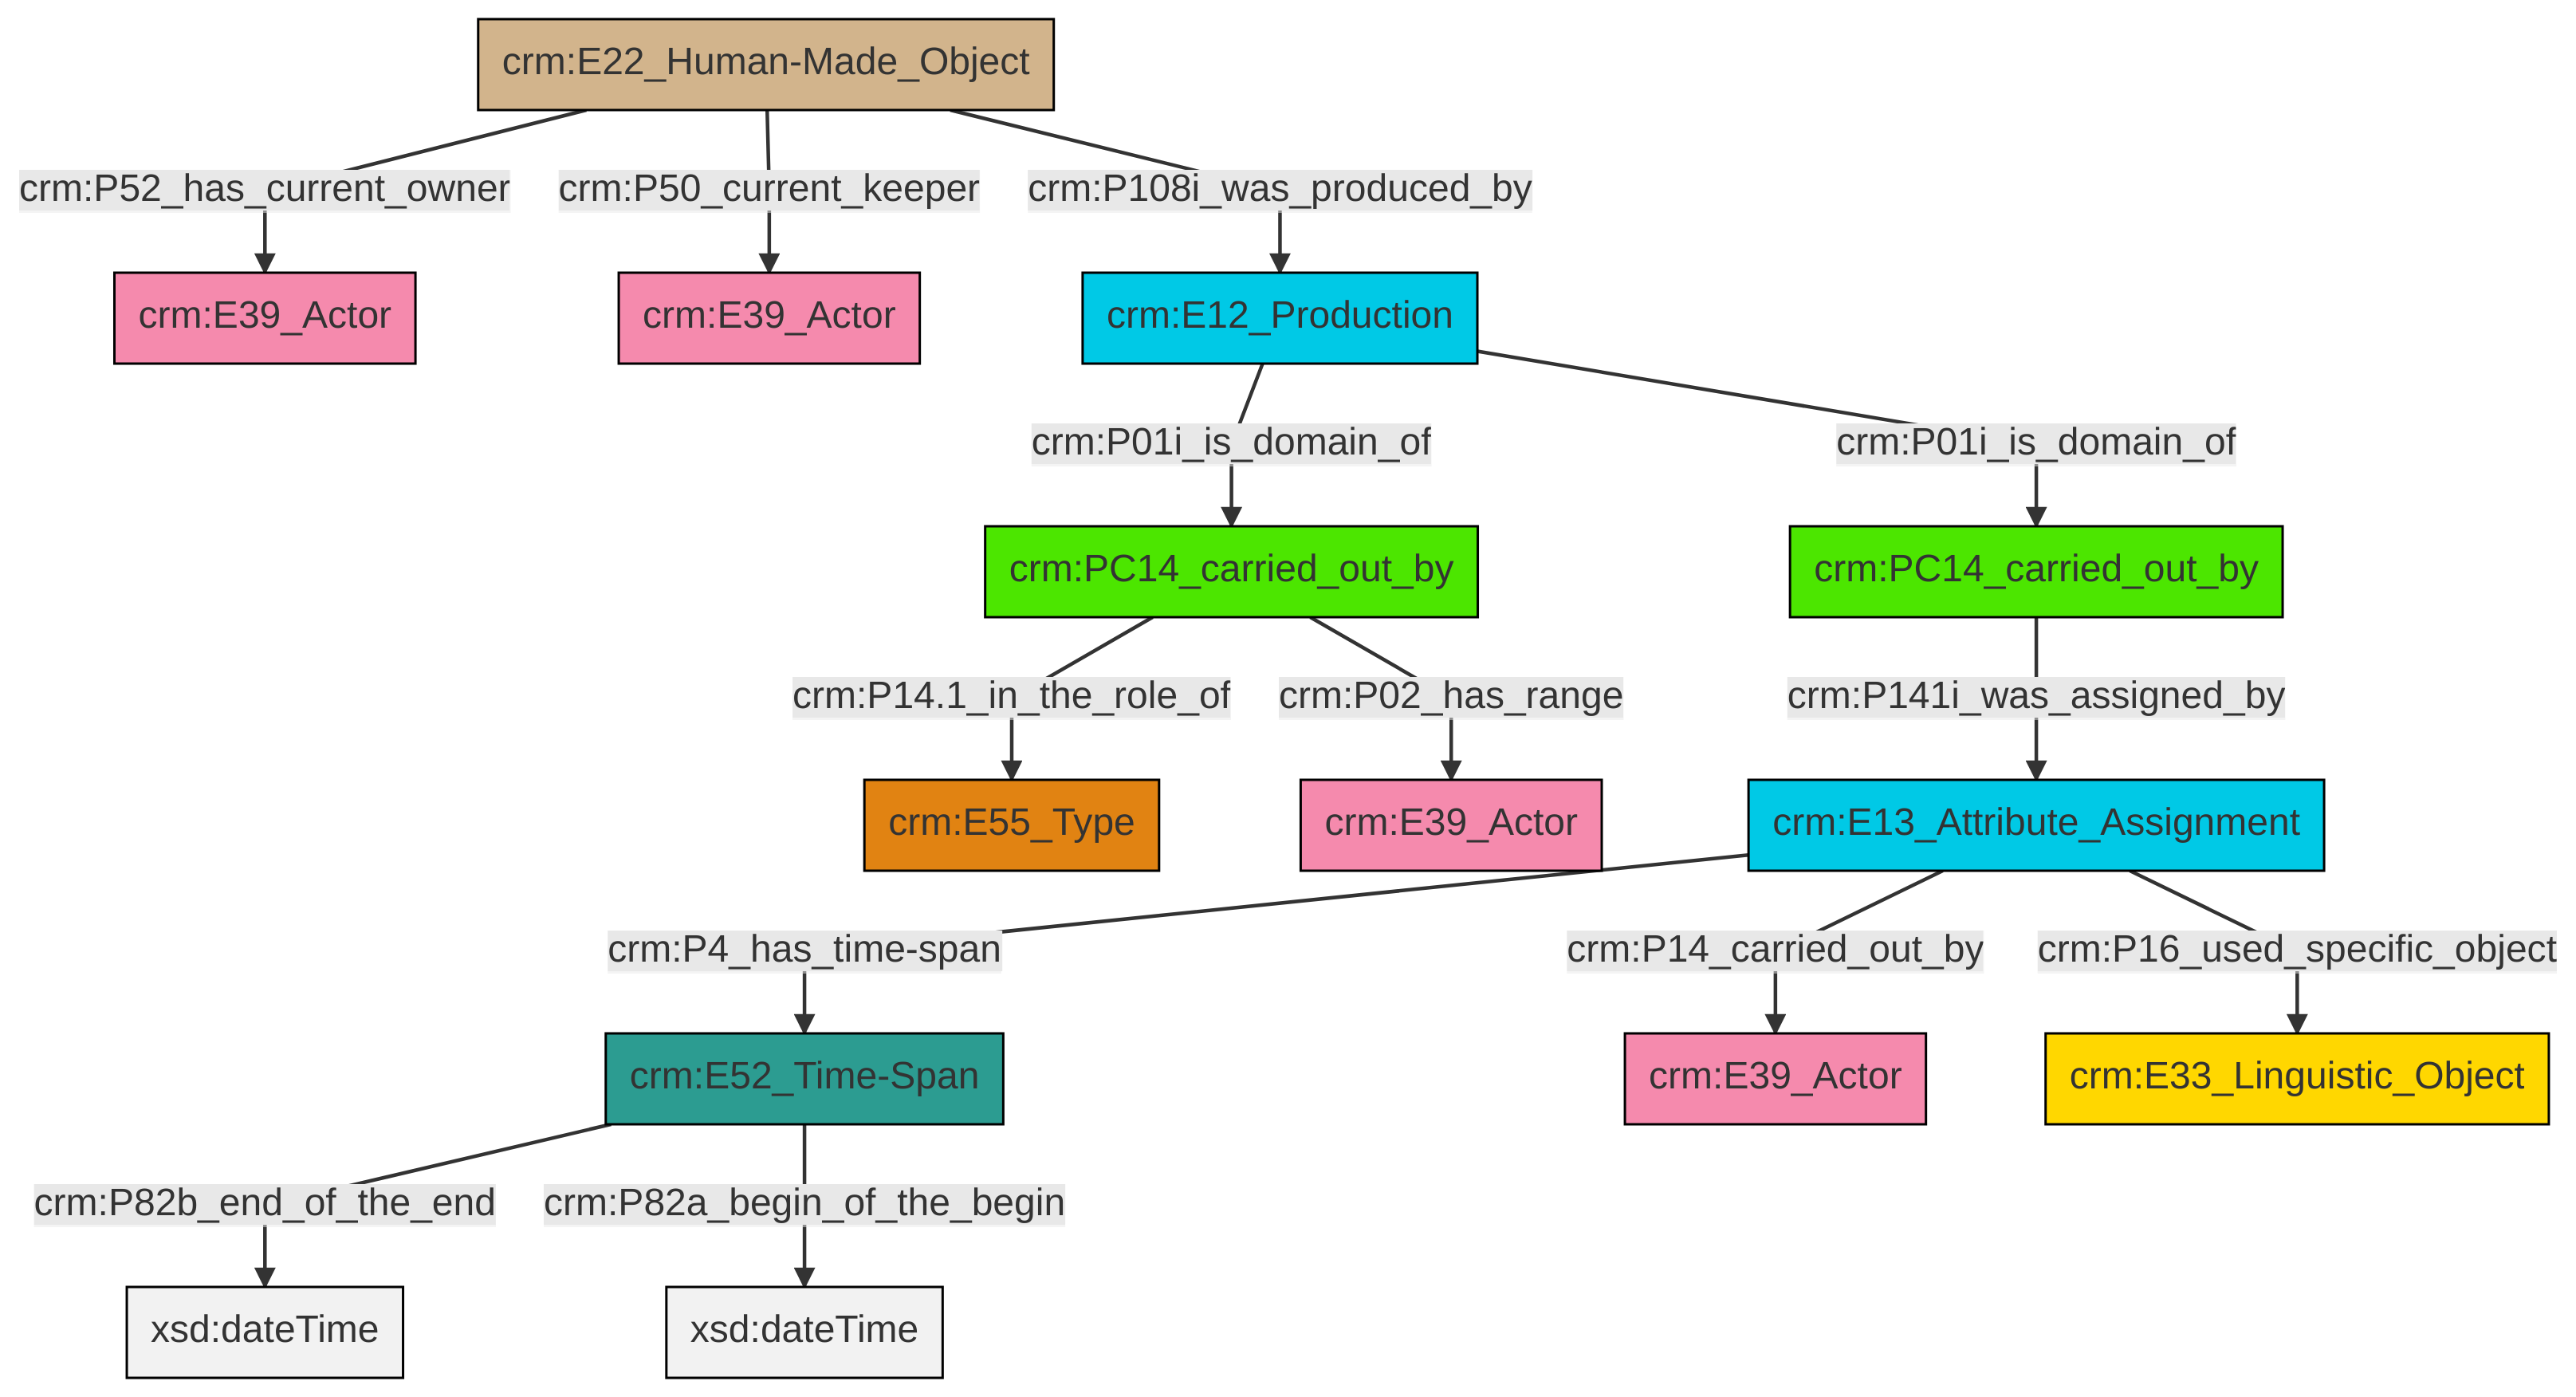 crm:E22_Human-Made_Object
crm:P52_has_current_owner
crm:P50_current_keeper
crm:P108i_was_produced_by
crm:E39_Actor
crm:E39_Actor
crm:E12_Production
crm:P01i_is_domain_of
crm:P01i_is_domain_of
crm:PC14_carried_out_by
crm:PC14_carried_out_by
crm:P14.1_in_the_role_of
crm:P02_has_range
crm:P141i_was_assigned_by
crm:E55_Type
crm:E39_Actor
crm:E13_Attribute_Assignment
crm:P4_has_time-span
crm:P14_carried_out_by
crm:P16_used_specific_object
crm:E52_Time-Span
crm:E39_Actor
crm:E33_Linguistic_Object
crm:P82b_end_of_the_end
crm:P82a_begin_of_the_begin
xsd:dateTime
xsd:dateTime